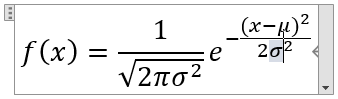 f(x) = 1/√(2πσ²) e^(−(x−μ)²/(2σ²))